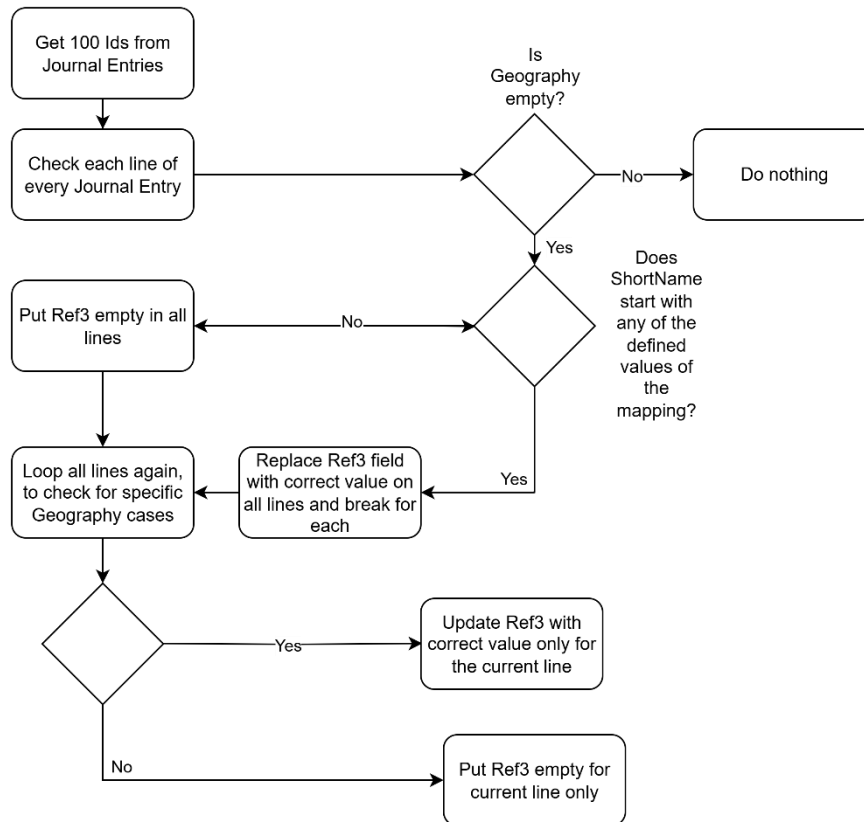 Get 100 Ids from
Journal Entries
Is
Geography
empty?
Check each line of
every Journal Entry
No
Do nothing
Yes
Does
ShortName
start with
any of the
defined
values of
the
mapping?
Put Ref3 empty in all
lines
No
Loop all lines again,
to check for specific
Geography cases
Replace Ref3 field
with correct value on
all lines and break for
each
Yes
Yes
Update Ref3 with
correct value only for
the current line
No
Put Ref3 empty for
current line only